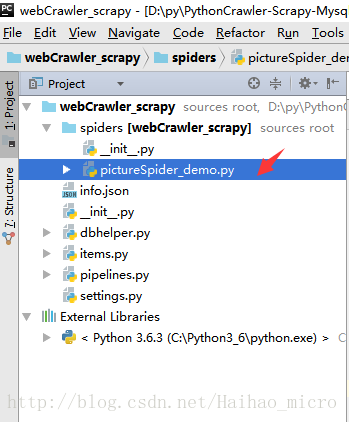 webCrawler_scrapy - [D:\py\PythonCrawler-Scrapy-Mysq
File Edit View Navigate Code Refactor Run Tools
webCrawler_scrapy spiders pictureSpider_de
1: Project
7: Structure
Project
webCrawler_scrapy sources root, D:\py\PythonC
spiders [webCrawler_scrapy] sources root
__init__.py
pictureSpider_demo.py
info.json
__init__.py
dbhelper.py
items.py
pipelines.py
settings.py
External Libraries
< Python 3.6.3 (C:\Python3_6\python.exe) >
http://blog.csdn.net/Haihao_micro